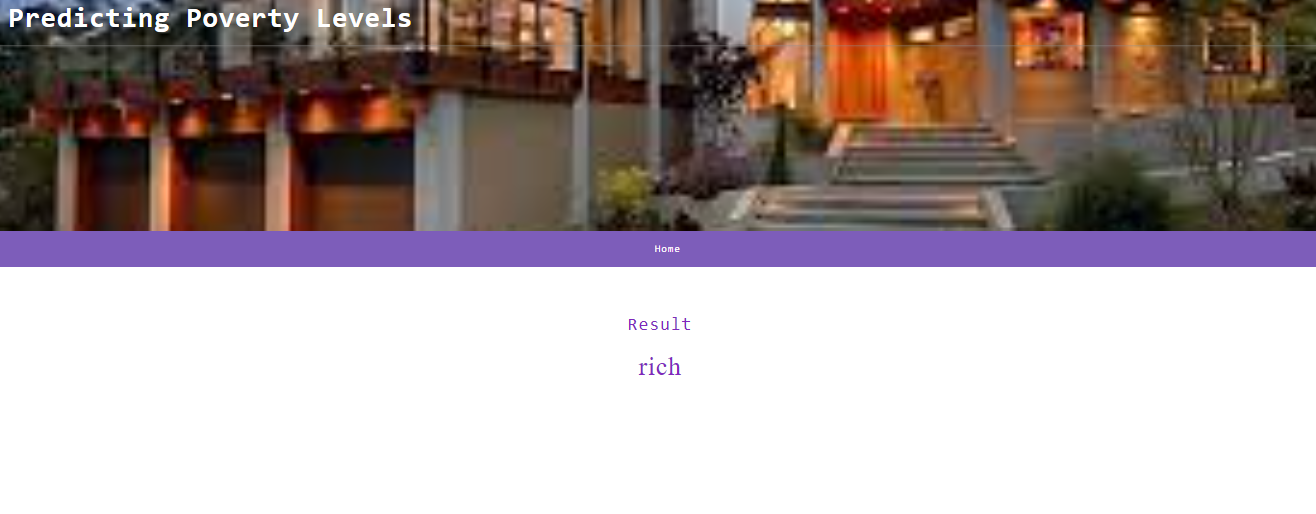 Predicting Poverty Levels
Home
Result
rich